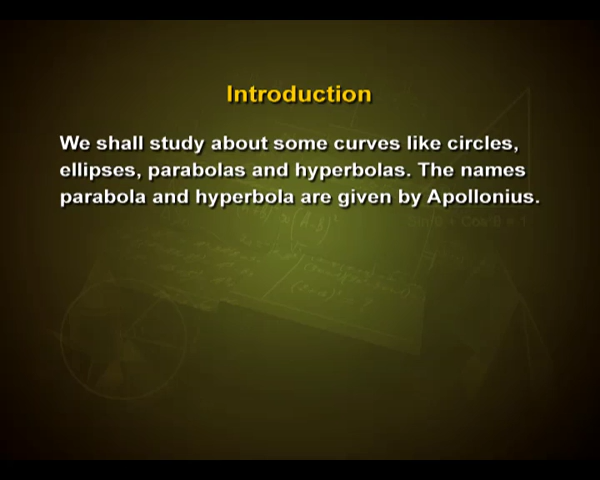 Introduction
We shall study about some curves like circles,
ellipses, parabolas and hyperbolas. The names
parabola and hyperbola are given by Apollonius.